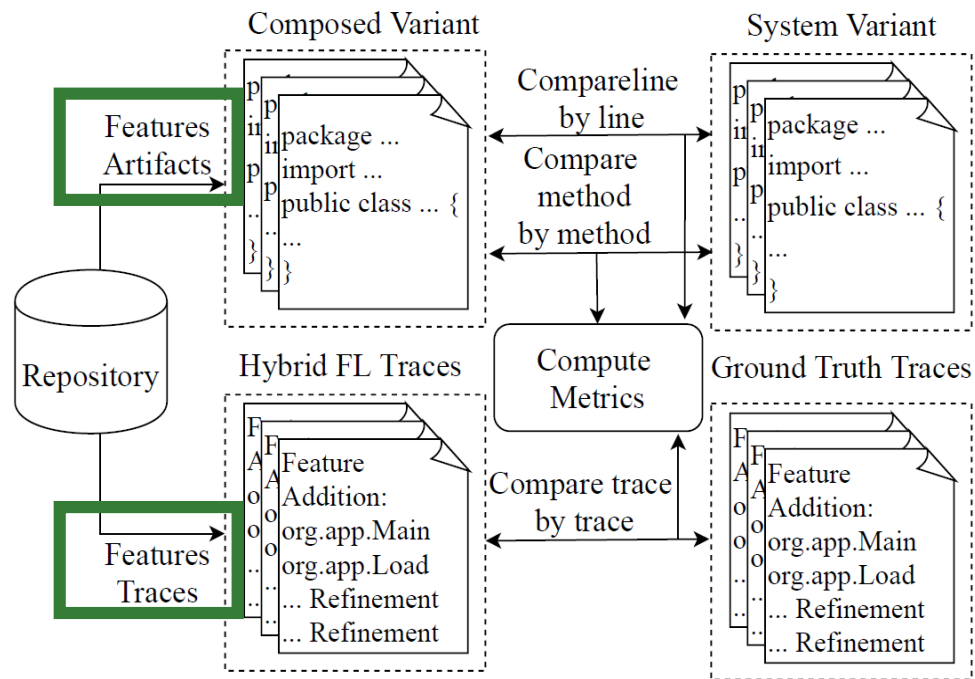 Composed Variant
System Variant
Features
Artifacts
p
i
p
..
}
p
i
p
..
}
package ...
import ...
public class ... {
...
}
Compareline
by line
Compare
method
by method
p
i
p
..
}
p
i
p
..
}
package ...
import ...
public class ... {
...
}
Repository
Compute
Metrics
Hybrid FL Traces
Ground Truth Traces
Features
Traces
F
A
o
o
..
..
F
A
o
o
..
..
Feature
Addition:
org.app.Main
org.app.Load
... Refinement
... Refinement
Compare trace
by trace
F
A
o
o
..
..
F
A
o
o
..
..
Feature
Addition:
org.app.Main
org.app.Load
... Refinement
... Refinement